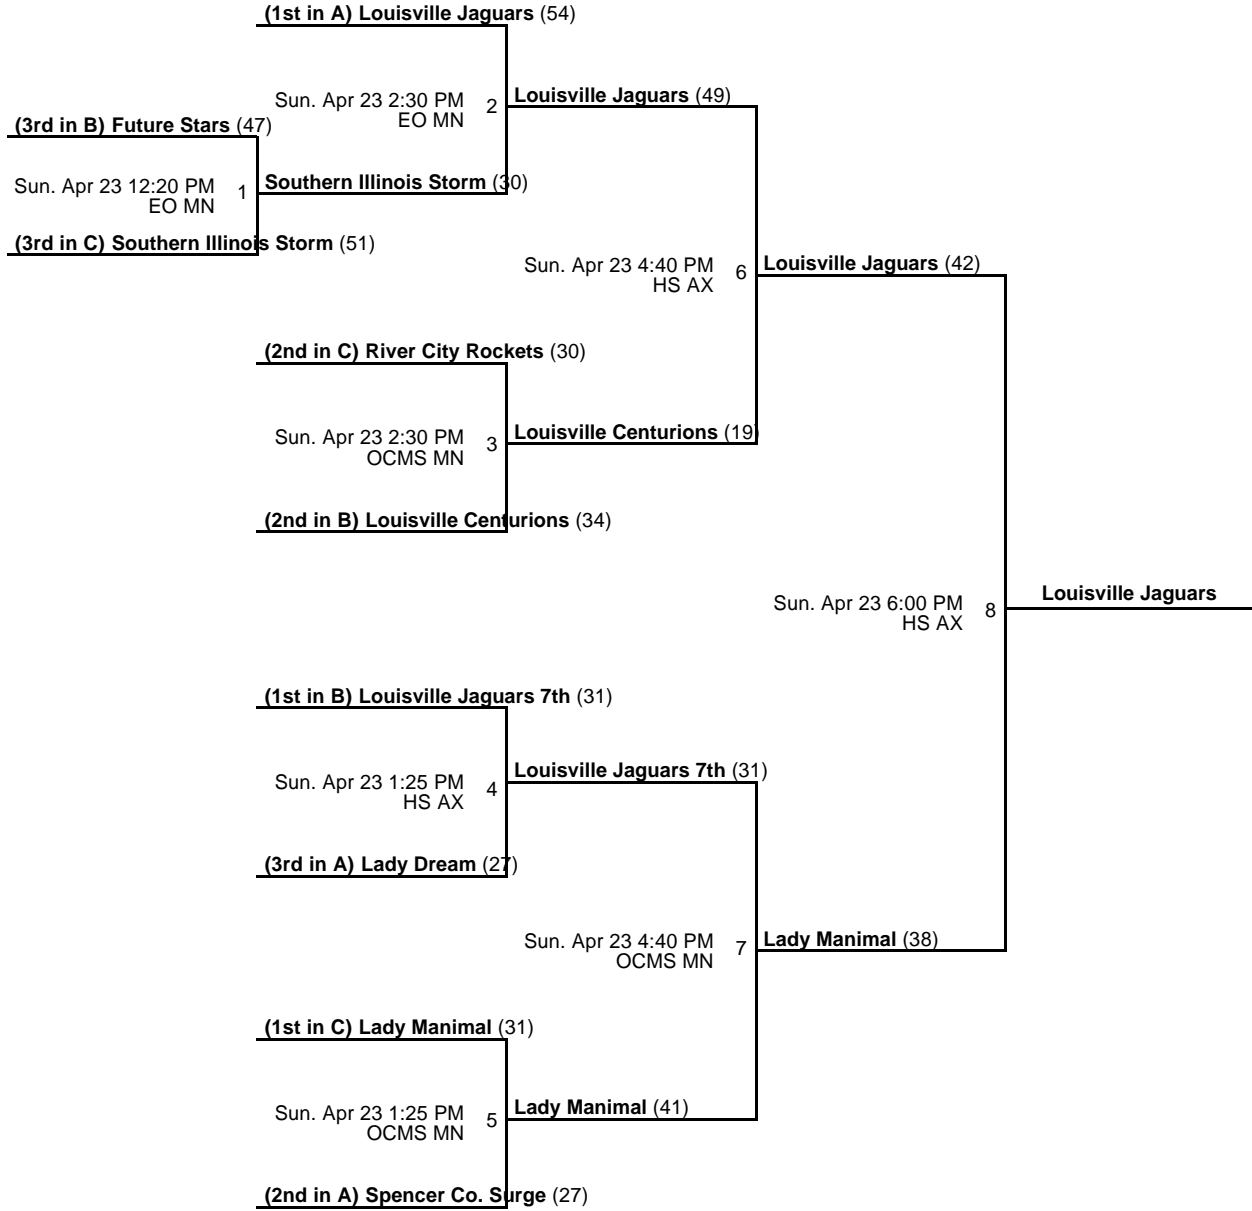 (1st in A) Louisville Jaguars (54)
Sun. Apr 23 2:30 PM
EO MN
2
Louisville Jaguars (49)
(3rd in B) Future Stars (47)
Sun. Apr 23 12:20 PM
EO MN
1
Southern Illinois Storm (30)
(3rd in C) Southern Illinois Storm (51)
Sun. Apr 23 4:40 PM
HS AX
6
Louisville Jaguars (42)
(2nd in C) River City Rockets (30)
Sun. Apr 23 2:30 PM
OCMS MN
3
Louisville Centurions (19)
(2nd in B) Louisville Centurions (34)
Sun. Apr 23 6:00 PM
HS AX
8
Louisville Jaguars
(1st in B) Louisville Jaguars 7th (31)
Sun. Apr 23 1:25 PM
HS AX
4
Louisville Jaguars 7th (31)
(3rd in A) Lady Dream (27)
Sun. Apr 23 4:40 PM
OCMS MN
7
Lady Manimal (38)
(1st in C) Lady Manimal (31)
Sun. Apr 23 1:25 PM
OCMS MN
5
Lady Manimal (41)
(2nd in A) Spencer Co. Surge (27)